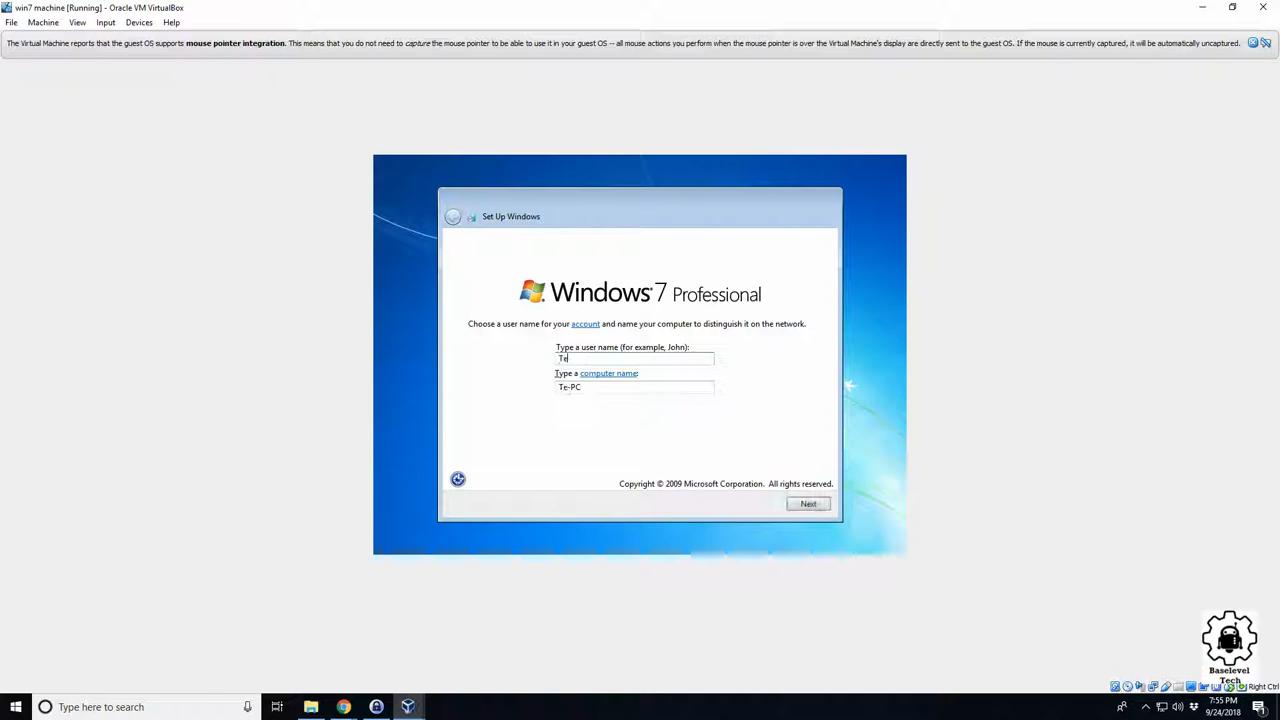 win7 machine [Running] - Oracle VM VirtualBox
File Machine View Input Devices Help
The Virtual Machine reports that the guest OS supports mouse pointer integration. This means that you do not need to capture the mouse pointer to be able to use it in your guest OS -- all mouse actions you perform when the mouse pointer is over the Virtual Machine's display are directly sent to the guest OS. If the mouse is currently captured, it will be automatically uncaptured.
Set Up Windows
Windows 7 Professional
Choose a user name for your account and name your computer to distinguish it on the network.
Type a user name (for example, John):
Te
Type a computer name:
Te-PC
Copyright © 2009 Microsoft Corporation. All rights reserved.
Next
Baselevel
Tech
Right Ctrl
Type here to search
7:55 PM
9/24/2018
1